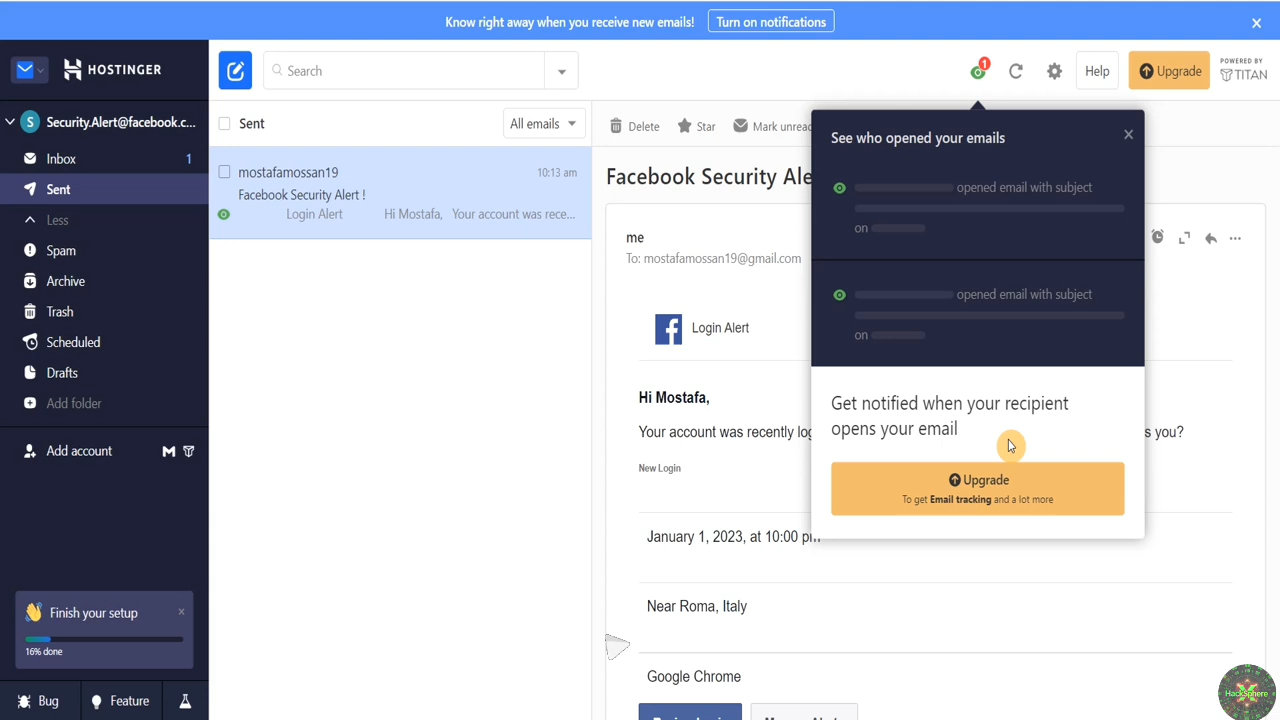 Know right away when you receive new emails! Turn on notifications
HOSTINGER
Search
1
Help
Upgrade
POWERED BY
TITAN
Security.Alert@facebook.c...
Inbox 1
Sent
Less
Spam
Archive
Trash
Scheduled
Drafts
Add folder
Add account
Finish your setup
16% done
Bug
Feature
Sent
All emails
mostafamossan19 10:13 am
Facebook Security Alert !
Login Alert Hi Mostafa, Your account was rece...
Delete
Star
Mark unread
Facebook Security Ale
me
To: mostafamossan19@gmail.com
Login Alert
Hi Mostafa,
Your account was recently log s you?
New Login
January 1, 2023, at 10:00 pm
Near Roma, Italy
Google Chrome
See who opened your emails
opened email with subject
on
opened email with subject
on
Get notified when your recipient
opens your email
Upgrade
To get Email tracking and a lot more
HackSphere